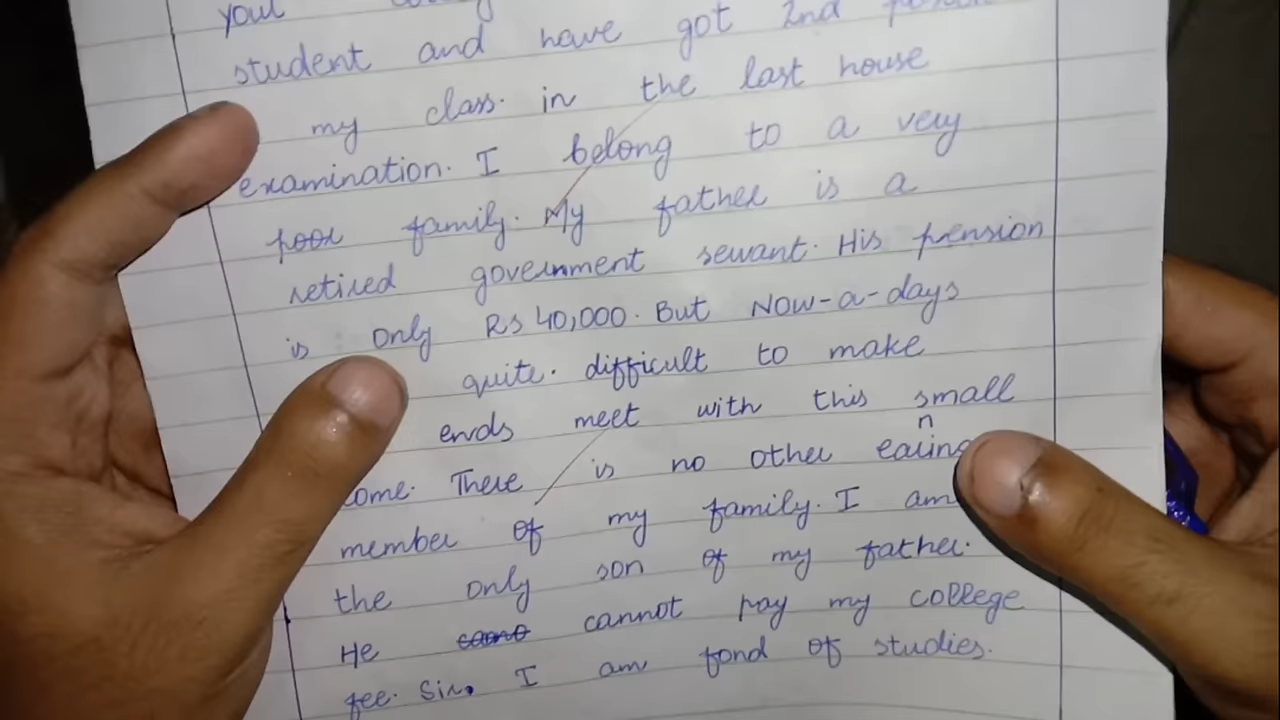 your
student and have got 2nd
my class. in the last house
examination. I belong to a very
poor family. My father is a
retired government servant. His pension
is only Rs 40,000. But Now-a-days
quite. difficult to make
ends meet with this small
come. There is no other earning
member of my family. I am
the only son of my father.
He cannot pay my college
fee. Sir, I am fond of studies.